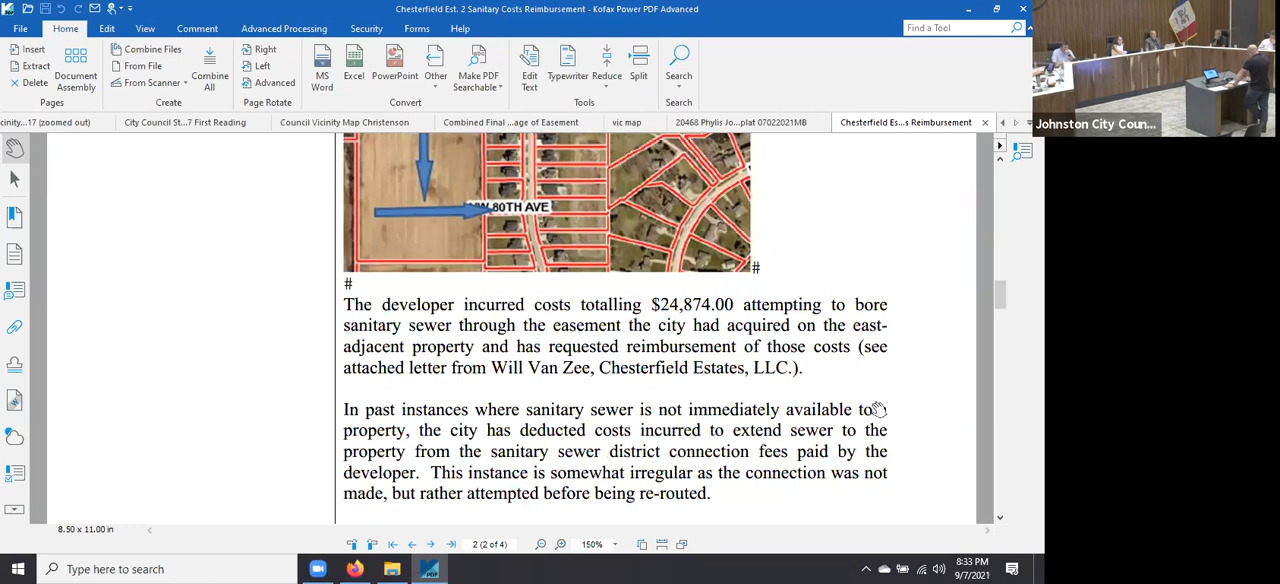 Chesterfield Est. 2 Sanitary Costs Reimbursement - Kofax Power PDF Advanced
File Home Edit View Comment Advanced Processing Security Forms Help Find a Tool
Insert
Extract
Delete
Document Assembly
Pages
Combine Files
From File
From Scanner
Combine All
Create
Right
Left
Advanced
Page Rotate
MS Word
Excel
PowerPoint
Other
Make PDF Searchable
Convert
Edit Text
Typewriter
Reduce
Split
Tools
Search
Search
Johnston City Coun...
cinity...17 (zoomed out) City Council St...7 First Reading Council Vicinity Map Christenson Combined Final ...age of Easement vic map 20468 Phylis Jo...plat 07022021MB Chesterfield Es...s Reimbursement
80TH AVE
#
#
The developer incurred costs totalling $24,874.00 attempting to bore
sanitary sewer through the easement the city had acquired on the east-
adjacent property and has requested reimbursement of those costs (see
attached letter from Will Van Zee, Chesterfield Estates, LLC.).
In past instances where sanitary sewer is not immediately available to
property, the city has deducted costs incurred to extend sewer to the
property from the sanitary sewer district connection fees paid by the
developer. This instance is somewhat irregular as the connection was not
made, but rather attempted before being re-routed.
8.50 x 11.00 in
2 (2 of 4) 150%
Type here to search
PDF
8:33 PM
9/7/2021